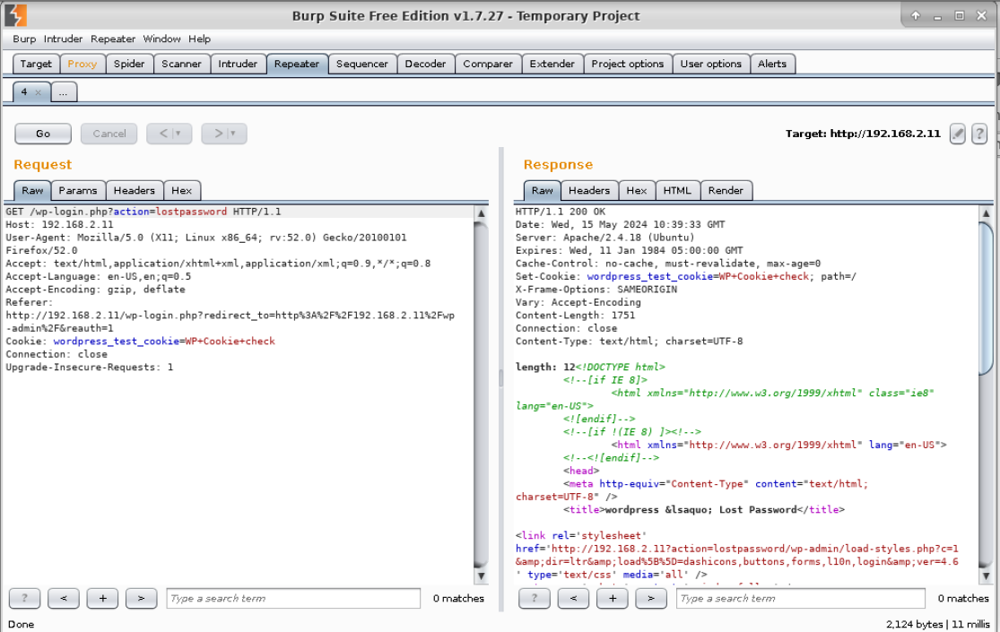 Burp Suite Free Edition v1.7.27 - Temporary Project
Burp Intruder Repeater Window Help
Target Proxy Spider Scanner Intruder Repeater Sequencer Decoder Comparer Extender Project options User options Alerts
4 × ...
Go Cancel < > Target: http://192.168.2.11 ?
Request
Raw Params Headers Hex
GET /wp-login.php?action=lostpassword HTTP/1.1
Host: 192.168.2.11
User-Agent: Mozilla/5.0 (X11; Linux x86_64; rv:52.0) Gecko/20100101
Firefox/52.0
Accept: text/html,application/xhtml+xml,application/xml;q=0.9,*/*;q=0.8
Accept-Language: en-US,en;q=0.5
Accept-Encoding: gzip, deflate
Referer:
http://192.168.2.11/wp-login.php?redirect_to=http%3A%2F%2F192.168.2.11%2Fwp
-admin%2F&reauth=1
Cookie: wordpress_test_cookie=WP+Cookie+check
Connection: close
Upgrade-Insecure-Requests: 1
? < + > Type a search term 0 matches
Response
Raw Headers Hex HTML Render
HTTP/1.1 200 OK
Date: Wed, 15 May 2024 10:39:33 GMT
Server: Apache/2.4.18 (Ubuntu)
Expires: Wed, 11 Jan 1984 05:00:00 GMT
Cache-Control: no-cache, must-revalidate, max-age=0
Set-Cookie: wordpress_test_cookie=WP+Cookie+check; path=/
X-Frame-Options: SAMEORIGIN
Vary: Accept-Encoding
Content-Length: 1751
Connection: close
Content-Type: text/html; charset=UTF-8
length: 12<!DOCTYPE html>
<!--[if IE 8]>
<html xmlns="http://www.w3.org/1999/xhtml" class="ie8"
lang="en-US">
<![endif]-->
<!--[if !(IE 8) ]><!-->
<html xmlns="http://www.w3.org/1999/xhtml" lang="en-US">
<!--<![endif]-->
<head>
<meta http-equiv="Content-Type" content="text/html;
charset=UTF-8" />
<title>wordpress &lsaquo; Lost Password</title>
<link rel='stylesheet'
href='http://192.168.2.11?action=lostpassword/wp-admin/load-styles.php?c=1
&amp;dir=ltr&amp;load%5B%5D=dashicons,buttons,forms,l10n,login&amp;ver=4.6
' type='text/css' media='all' />
? < + > Type a search term 0 matches
Done 2,124 bytes | 11 millis